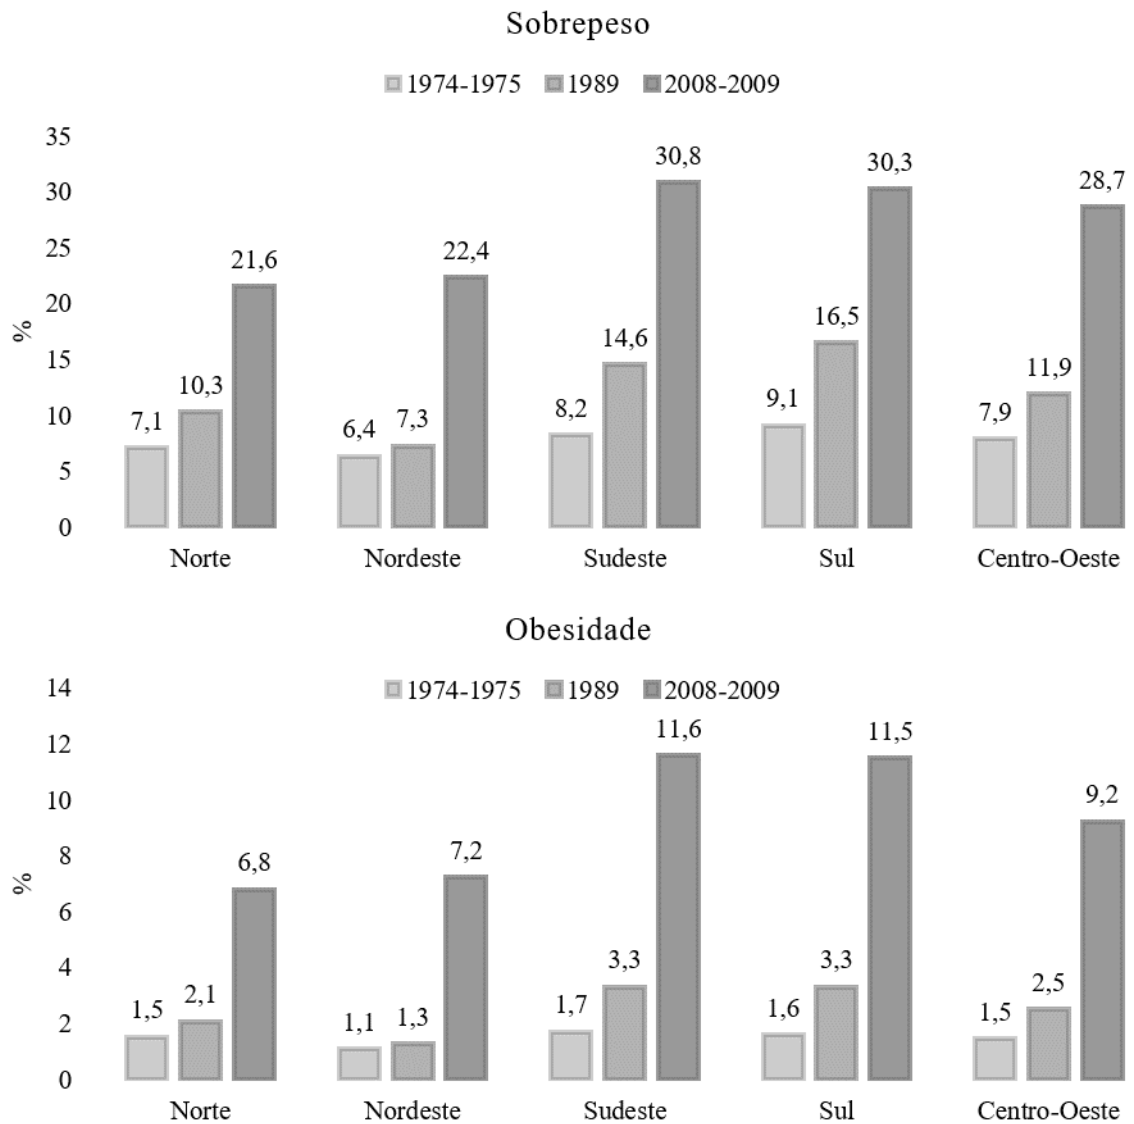 Sobrepeso
1974-1975 1989 2008-2009
35
30
25
20
15
10
5
0
%
7,1 10,3 21,6
6,4 7,3 22,4
8,2 14,6 30,8
9,1 16,5 30,3
7,9 11,9 28,7
Norte Nordeste Sudeste Sul Centro-Oeste
Obesidade
1974-1975 1989 2008-2009
14
12
10
8
6
4
2
0
%
1,5 2,1 6,8
1,1 1,3 7,2
1,7 3,3 11,6
1,6 3,3 11,5
1,5 2,5 9,2
Norte Nordeste Sudeste Sul Centro-Oeste